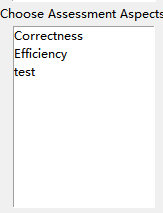 Choose Assessment Aspects
Correctness
Efficiency
test